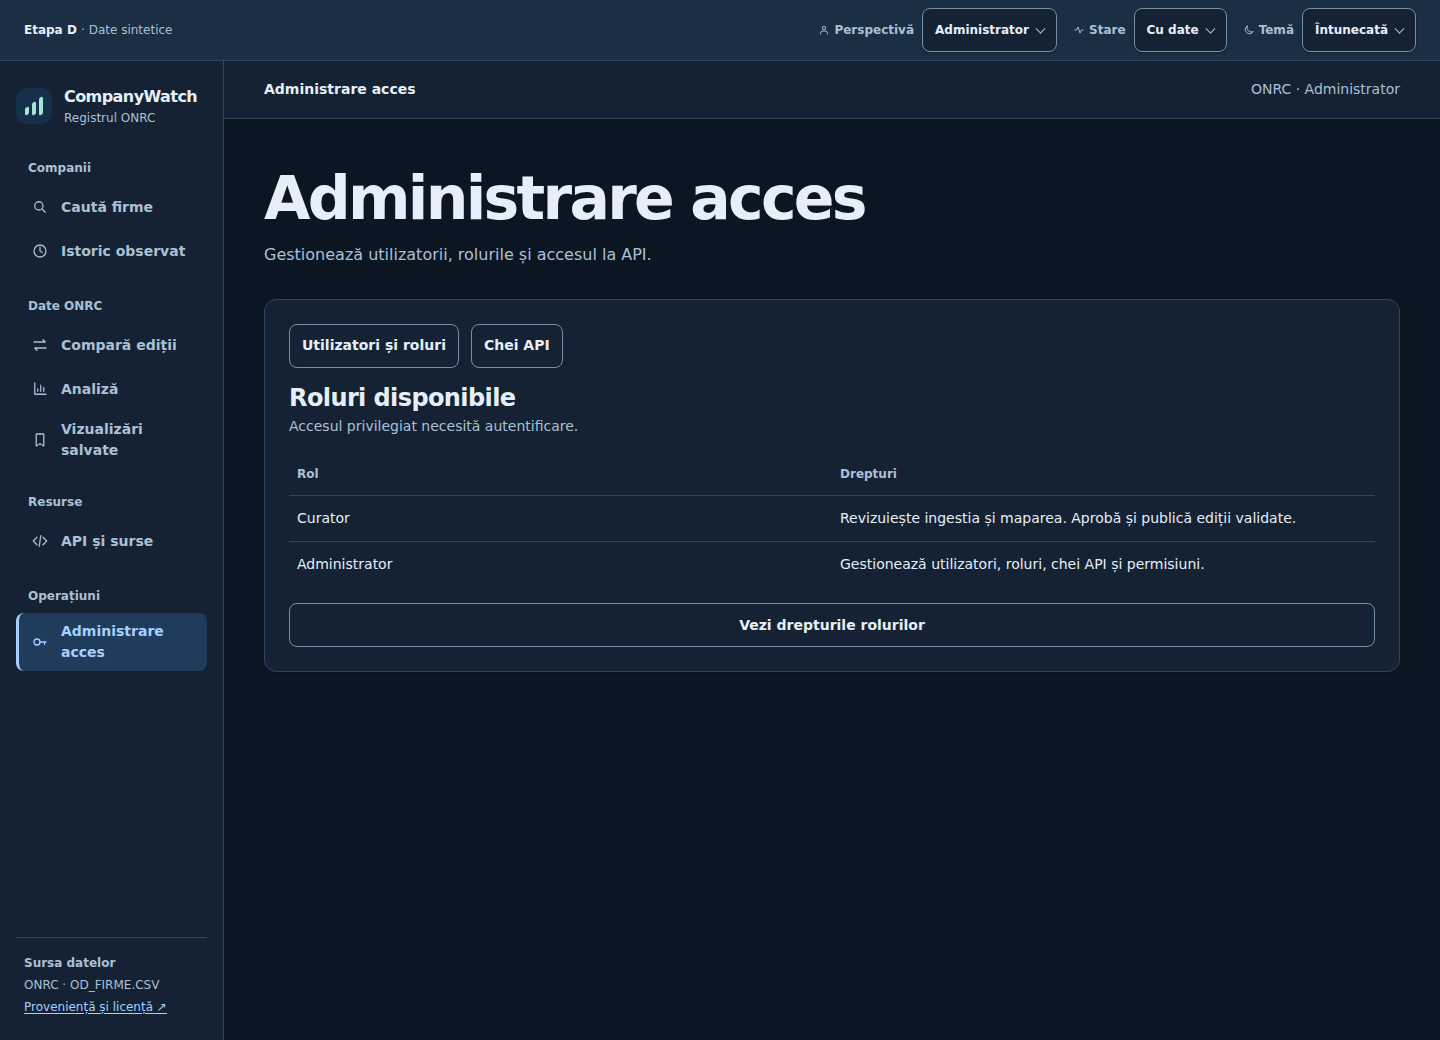 Etapa D · Date sintetice
Perspectivă
Administrator
Stare
Cu date
Temă
Întunecată
CompanyWatch
Registrul ONRC
Companii
Caută firme
Istoric observat
Date ONRC
Compară ediții
Analiză
Vizualizări
salvate
Resurse
API și surse
Operațiuni
Administrare
acces
Sursa datelor
ONRC · OD_FIRME.CSV
Proveniență și licență ↗
Administrare acces
ONRC · Administrator
Administrare acces
Gestionează utilizatorii, rolurile și accesul la API.
Utilizatori și roluri
Chei API
Roluri disponibile
Accesul privilegiat necesită autentificare.
Rol
Drepturi
Curator
Revizuiește ingestia și maparea. Aprobă și publică ediții validate.
Administrator
Gestionează utilizatori, roluri, chei API și permisiuni.
Vezi drepturile rolurilor